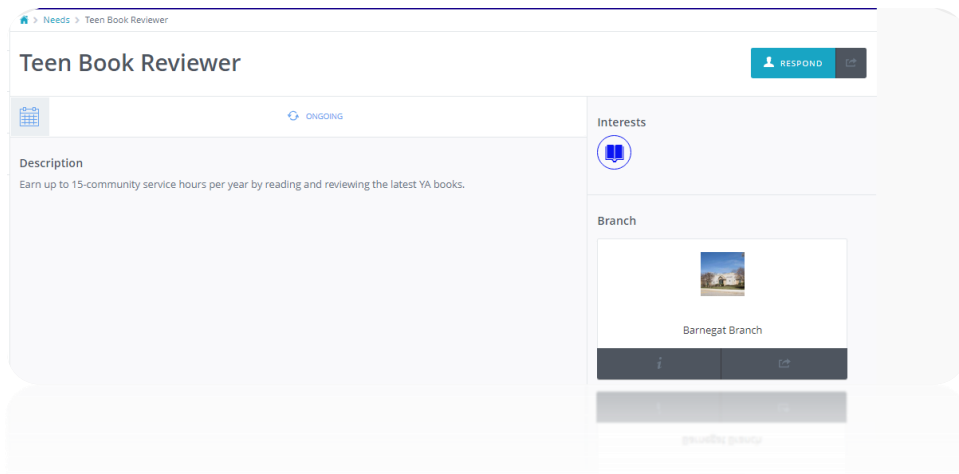 > Needs > Teen Book Reviewer
Teen Book Reviewer
RESPOND
ONGOING
Interests
Description
Earn up to 15-community service hours per year by reading and reviewing the latest YA books.
Branch
Barnegat Branch
i